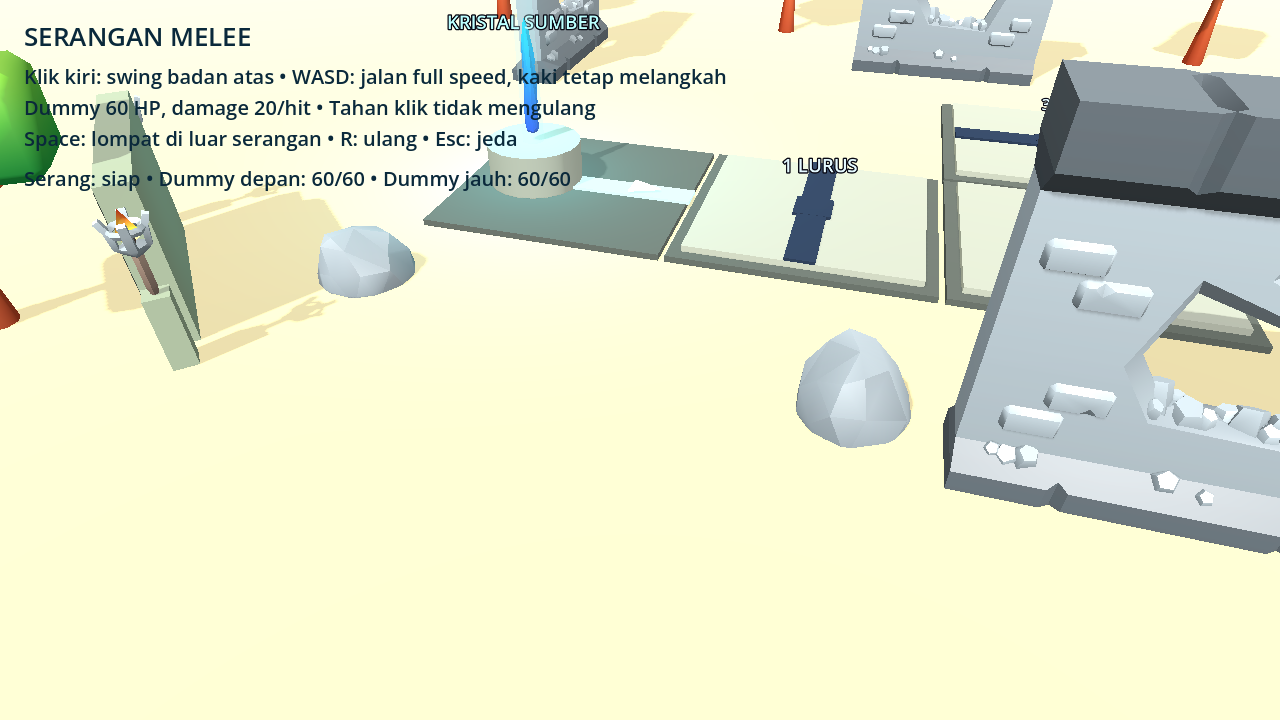 KRISTAL SUMBER
SERANGAN MELEE
Klik kiri: swing badan atas • WASD: jalan full speed, kaki tetap melangkah
Dummy 60 HP, damage 20/hit • Tahan klik tidak mengulang
Space: lompat di luar serangan • R: ulang • Esc: jeda
Serang: siap • Dummy depan: 60/60 • Dummy jauh: 60/60
1 LURUS